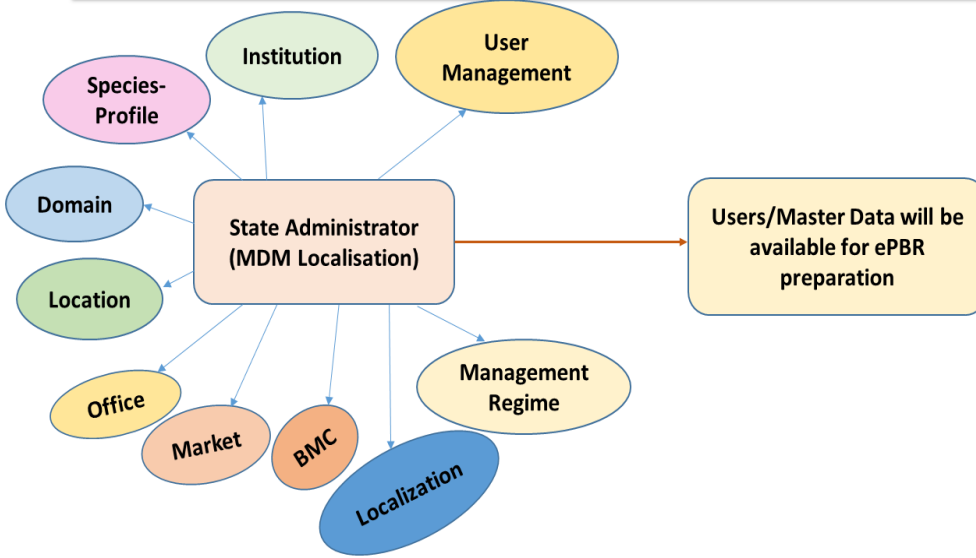 User
Management
Institution
Species-
Profile
Domain
State Administrator
(MDM Localisation)
Users/Master Data will be
available for ePBR
preparation
Location
Management
Regime
Office
Market
BMC
Localization